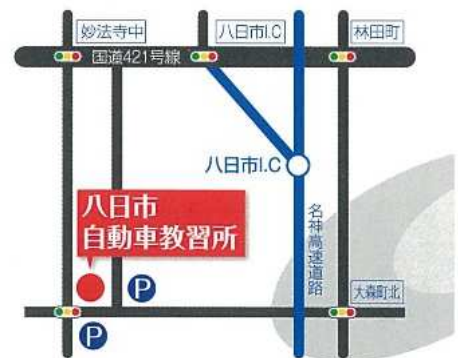 妙法寺中
八日市I.C
林田町
国道421号線
八日市I.C
八日市
自動車教習所
名神高速道路
P
大森町北
P